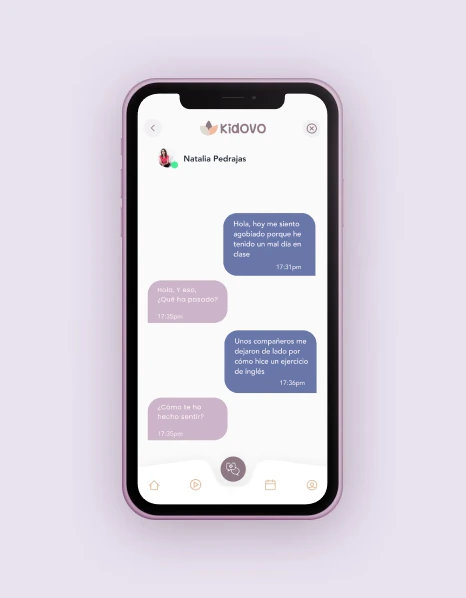 KIDOVO
Natalia Pedrajas
Hola, hoy me siento
agobiado porque he
tenido un mal día en
clase
17:31pm
Hola. Y eso,
¿Qué ha pasado?
17:35pm
Unos compañeros me
dejaron de lado por
cómo hice un ejercicio
de inglés
17:36pm
¿Cómo te ha
hecho sentir?
17:35pm